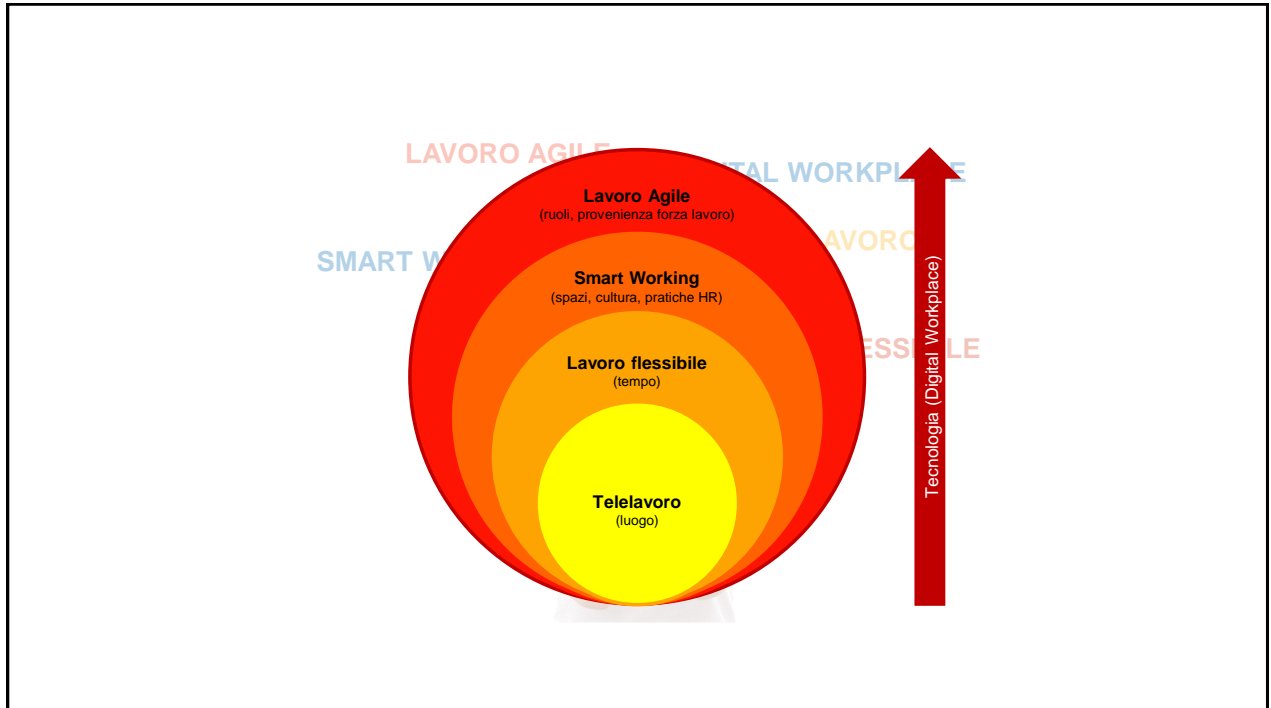 LAVORO AGILE
Lavoro Agile
(ruoli, provenienza forza lavoro)
SMART
Smart Working
(spazi, cultura, pratiche HR)
Lavoro flessibile
(tempo)
Telelavoro
(luogo)
Tecnologia (Digital Workplace)